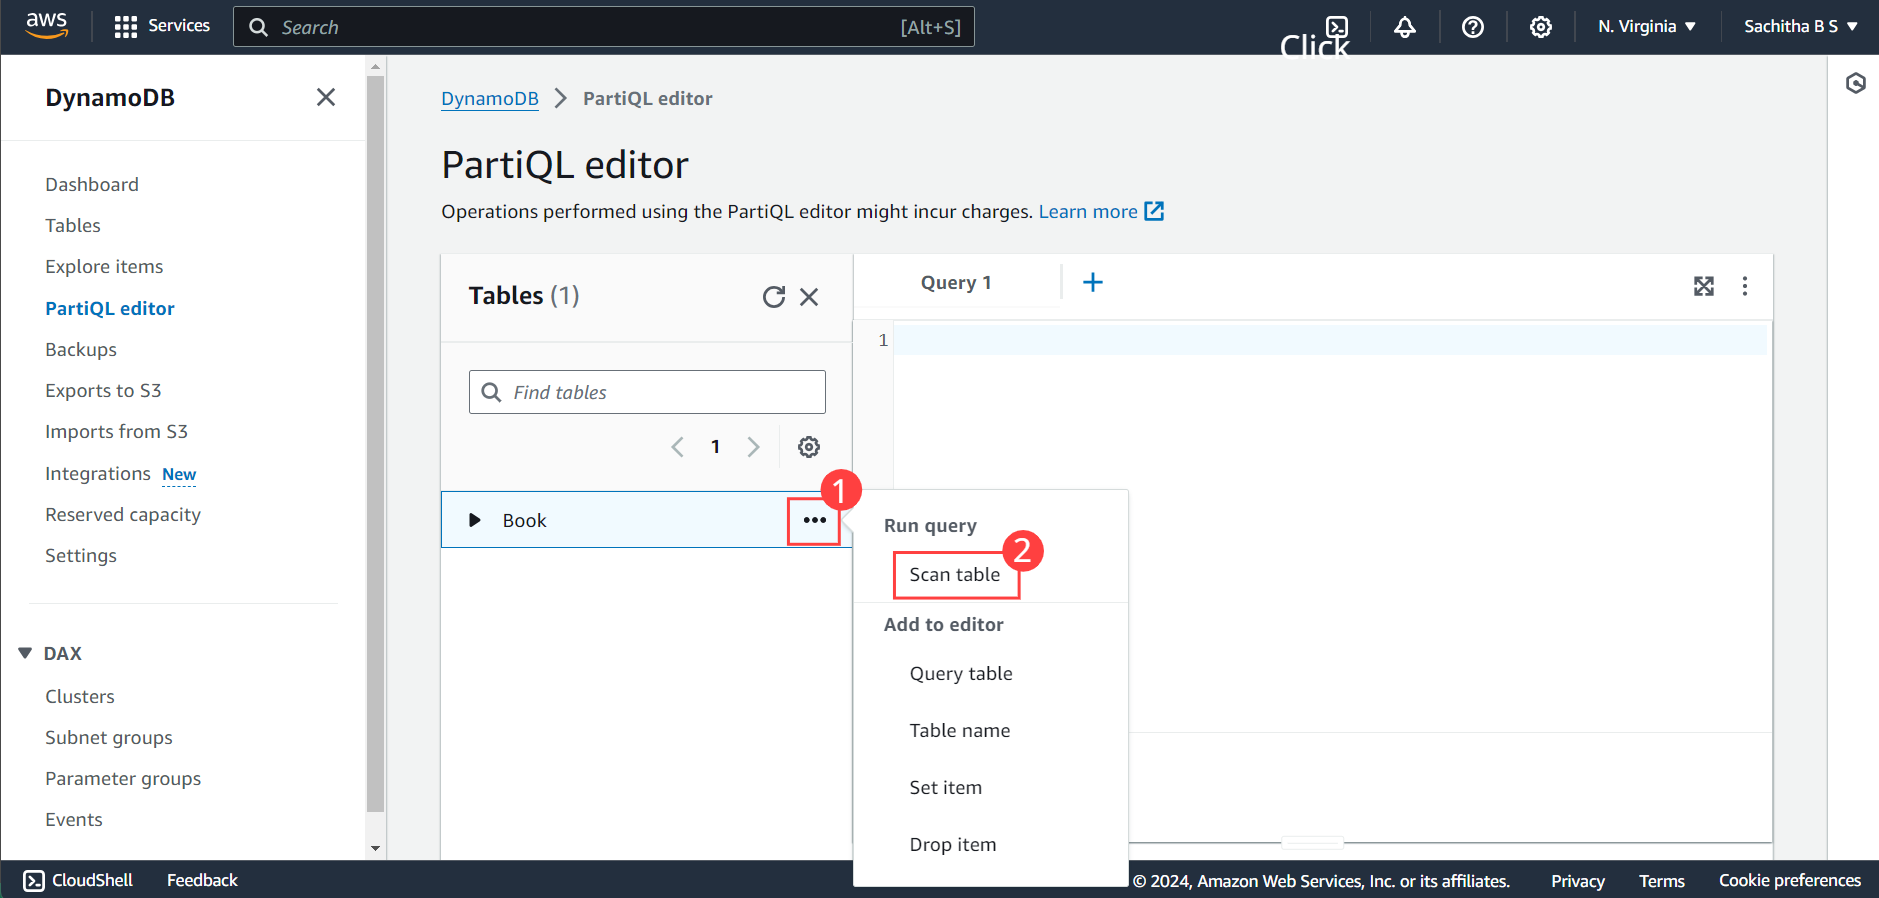 aws
Services
Search
[Alt+S]
Click
N. Virginia
Sachitha B S
DynamoDB
Dashboard
Tables
Explore items
PartiQL editor
Backups
Exports to S3
Imports from S3
Integrations New
Reserved capacity
Settings
DAX
Clusters
Subnet groups
Parameter groups
Events
DynamoDB > PartiQL editor
PartiQL editor
Operations performed using the PartiQL editor might incur charges. Learn more
Tables (1)
Find tables
1
Book
1
Query 1
1
Run query
2
Scan table
Add to editor
Query table
Table name
Set item
Drop item
CloudShell
Feedback
© 2024, Amazon Web Services, Inc. or its affiliates.
Privacy
Terms
Cookie preferences